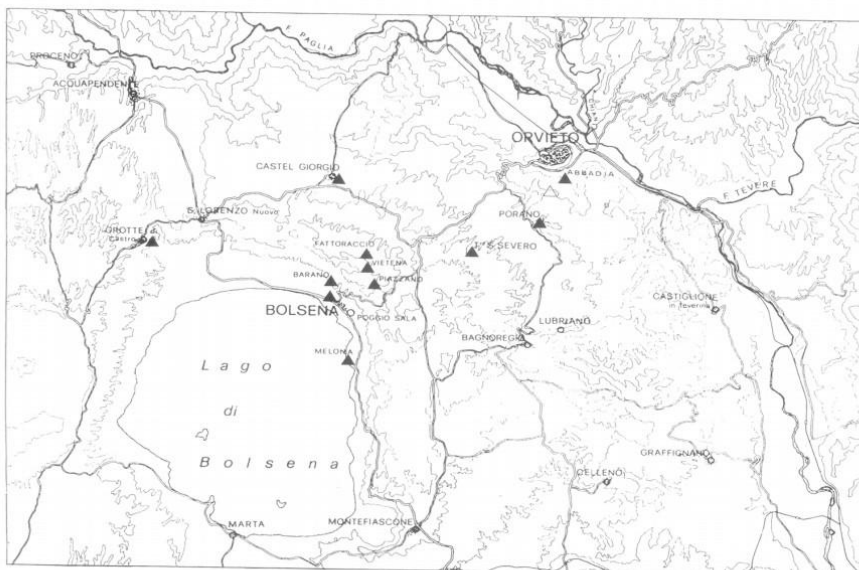 F. PAGLIA
PROCENO
ACQUAPENDENTE
CHIANI
ORVIETO
CASTEL GIORGIO
ABBADIA
F. TEVERE
S. LORENZO Nuovo
PORANO
GROTTE di
Castro
FATTORACCIO
S. SEVERO
VIETENA
BARANO
PIAZZANO
BOLSENA
POGGIO SALA
CASTIGLIONE
in Teverina
LUBRIANO
BAGNOREGIO
MELONA
Lago
di
Bolsena
GRAFFIGNANO
CELLENO
MARTA
MONTEFIASCONE